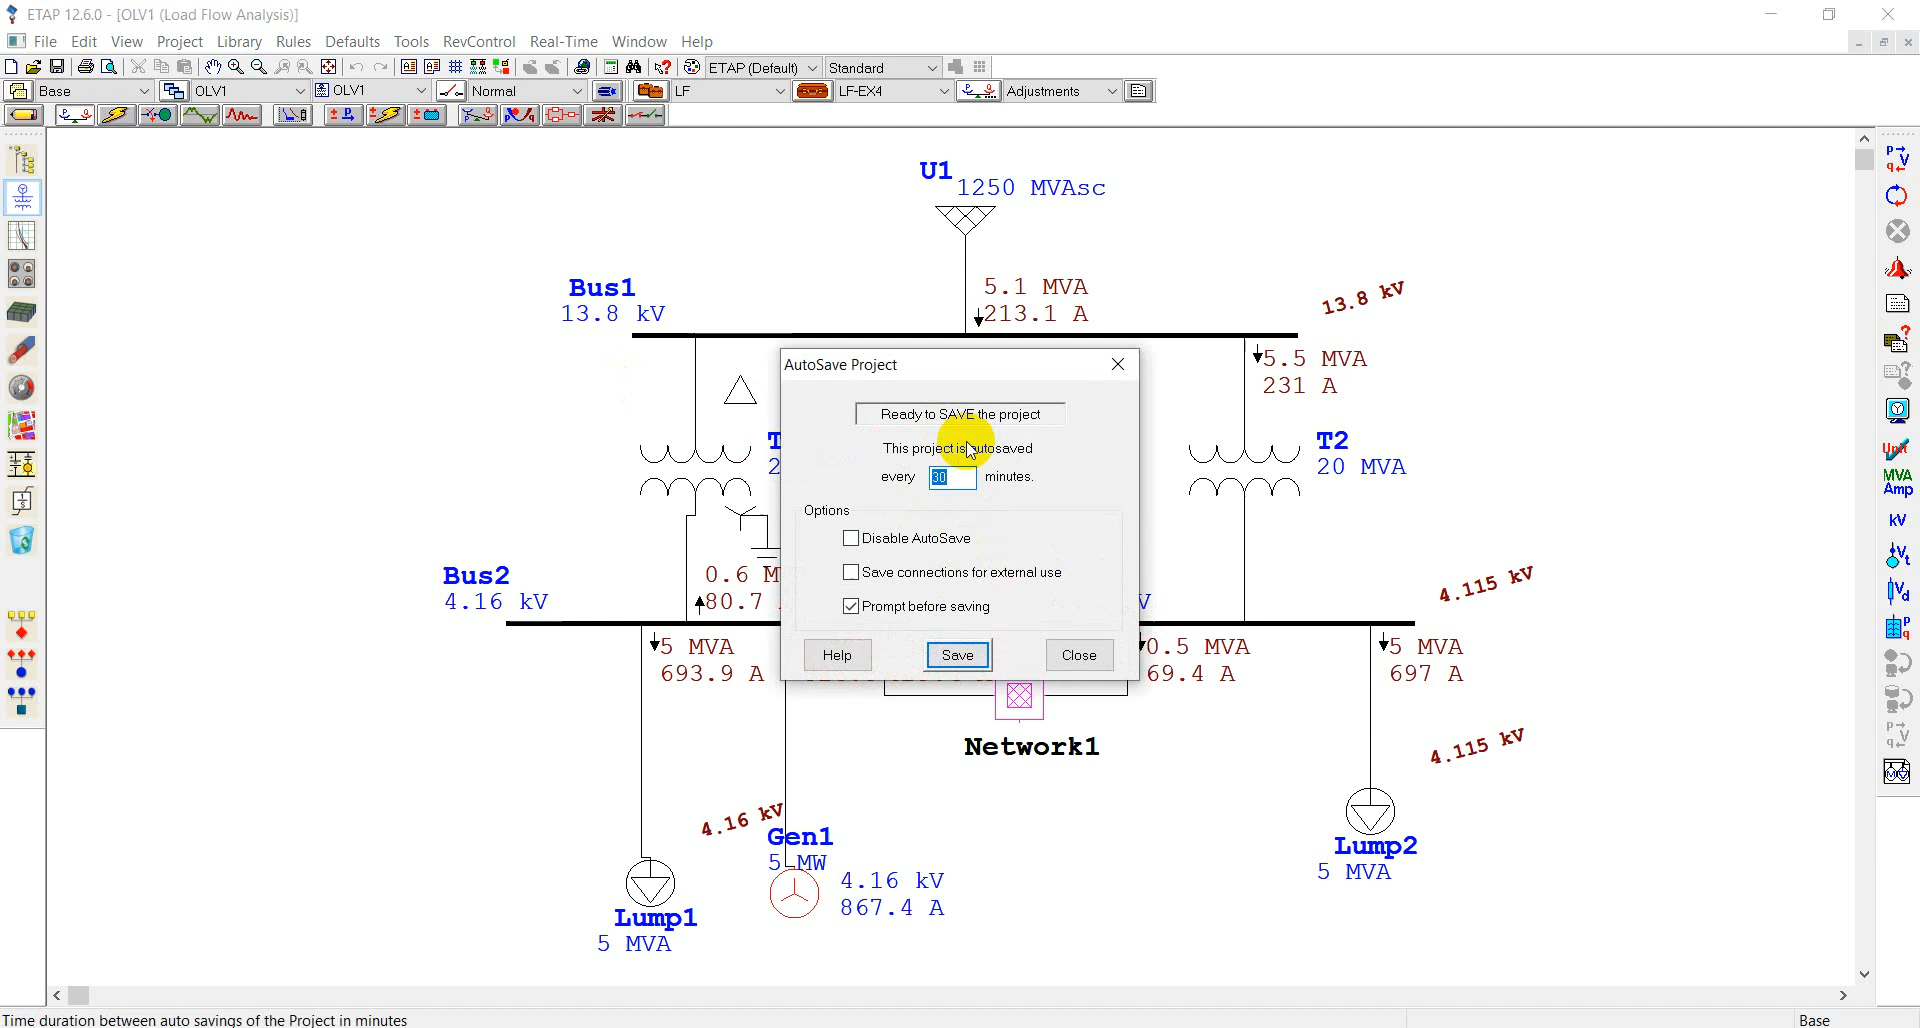 ETAP 12.6.0 - [OLV1 (Load Flow Analysis)]
File Edit View Project Library Rules Defaults Tools RevControl Real-Time Window Help
ETAP (Default) Standard
Base OLV1 OLV1 Normal LF LF-EX4 Adjustments
U1
1250 MVAsc
Bus1
13.8 kV
5.1 MVA
213.1 A
13.8 kV
5.5 MVA
231 A
AutoSave Project
Ready to SAVE the project
This project is autosaved
every 30 minutes.
Options
Disable AutoSave
Save connections for external use
Prompt before saving
Help Save Close
T
2
T2
20 MVA
Bus2
4.16 kV
0.6 M
80.7
V
4.115 kV
5 MVA
693.9 A
0.5 MVA
69.4 A
5 MVA
697 A
Network1
4.115 kV
4.16 kV
Gen1
5 MW
4.16 kV
867.4 A
Lump1
5 MVA
Lump2
5 MVA
P
V
q
MVA
Amp
kV
Vt
Vd
P
q
P
V
q
Time duration between auto savings of the Project in minutes
Base